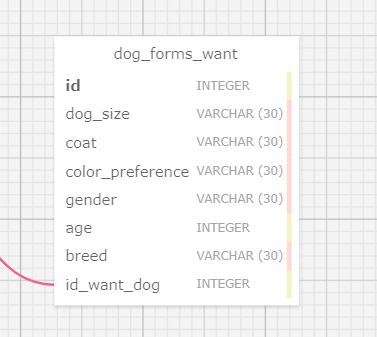 dog_forms_want
id INTEGER
dog_size VARCHAR (30)
coat VARCHAR (30)
color_preference VARCHAR (30)
gender VARCHAR (30)
age INTEGER
breed VARCHAR (30)
id_want_dog INTEGER